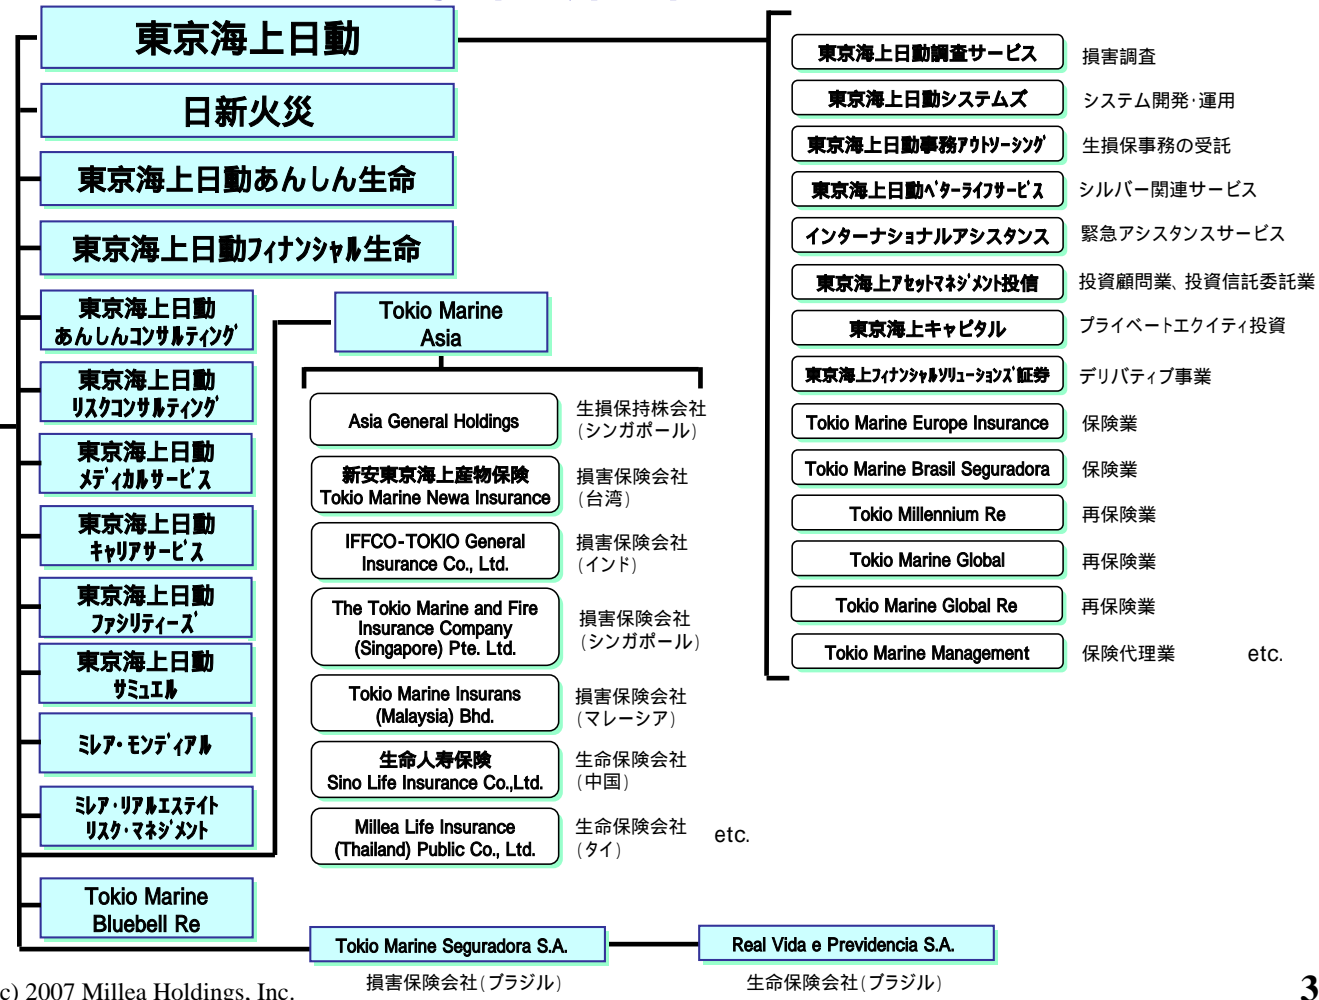 東京海上日動
日新火災
東京海上日動あんしん生命
東京海上日動フィナンシャル生命
東京海上日動
あんしんコンサルティング
東京海上日動
リスクコンサルティング
東京海上日動
メディカルサービス
東京海上日動
キャリアサービス
東京海上日動
ファシリティーズ
東京海上日動
サミュエル
ミレア・モンディアル
ミレア・リアルエステイト
リスク・マネジメント
Tokio Marine
Bluebell Re
Tokio Marine
Asia
Asia General Holdings
生損保持株会社
(シンガポール)
新安東京海上産物保険
Tokio Marine Newa Insurance
損害保険会社
(台湾)
IFFCO-TOKIO General
Insurance Co., Ltd.
損害保険会社
(インド)
The Tokio Marine and Fire
Insurance Company
(Singapore) Pte. Ltd.
損害保険会社
(シンガポール)
Tokio Marine Insurans
(Malaysia) Bhd.
損害保険会社
(マレーシア)
生命人寿保険
Sino Life Insurance Co.,Ltd.
生命保険会社
(中国)
Millea Life Insurance
(Thailand) Public Co., Ltd.
生命保険会社
(タイ)
etc.
東京海上日動調査サービス 損害調査
東京海上日動システムズ システム開発・運用
東京海上日動事務アウトソーシング 生損保事務の受託
東京海上日動ベターライフサービス シルバー関連サービス
インターナショナルアシスタンス 緊急アシスタンスサービス
東京海上アセットマネジメント投信 投資顧問業、投資信託委託業
東京海上キャピタル プライベートエクイティ投資
東京海上フィナンシャルソリューションズ証券 デリバティブ事業
Tokio Marine Europe Insurance 保険業
Tokio Marine Brasil Seguradora 保険業
Tokio Millennium Re 再保険業
Tokio Marine Global 再保険業
Tokio Marine Global Re 再保険業
Tokio Marine Management 保険代理業 etc.
Tokio Marine Seguradora S.A.
損害保険会社(ブラジル)
Real Vida e Previdencia S.A.
生命保険会社(ブラジル)
c) 2007 Millea Holdings, Inc.
3